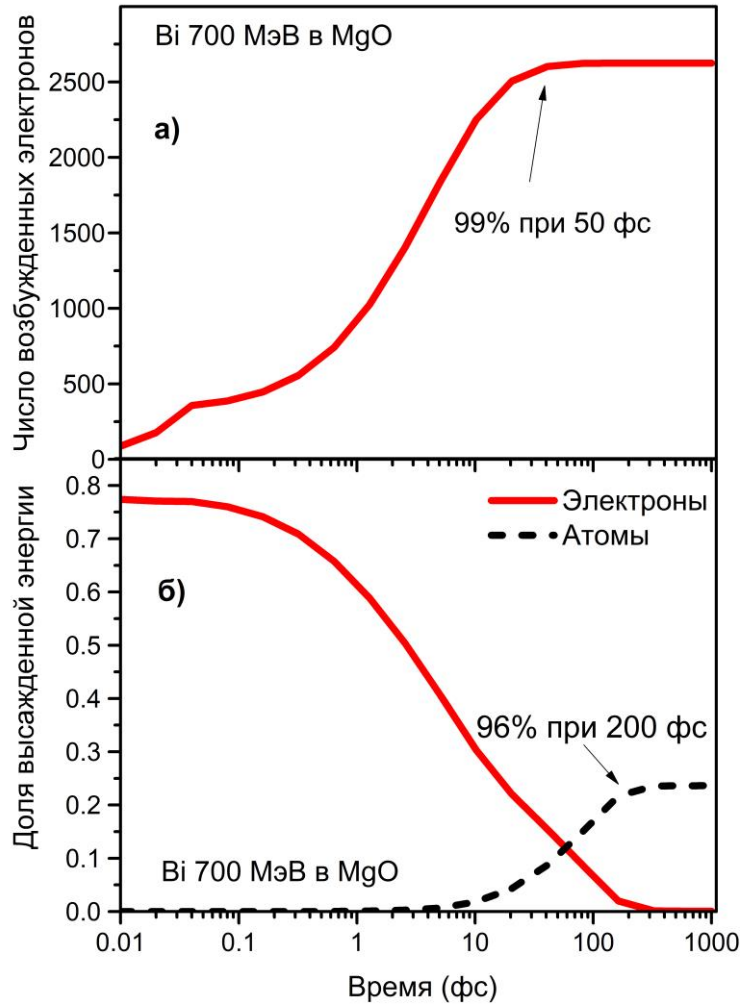 Bi 700 МэВ в MgO
Число возбужденных электронов
2500
2000
1500
1000
500
0
а)
99% при 50 фс
Доля высажденной энергии
0.8
0.7
0.6
0.5
0.4
0.3
0.2
0.1
0.0
Электроны
Атомы
б)
96% при 200 фс
Bi 700 МэВ в MgO
0.01
0.1
1
10
100
1000
Время (фс)